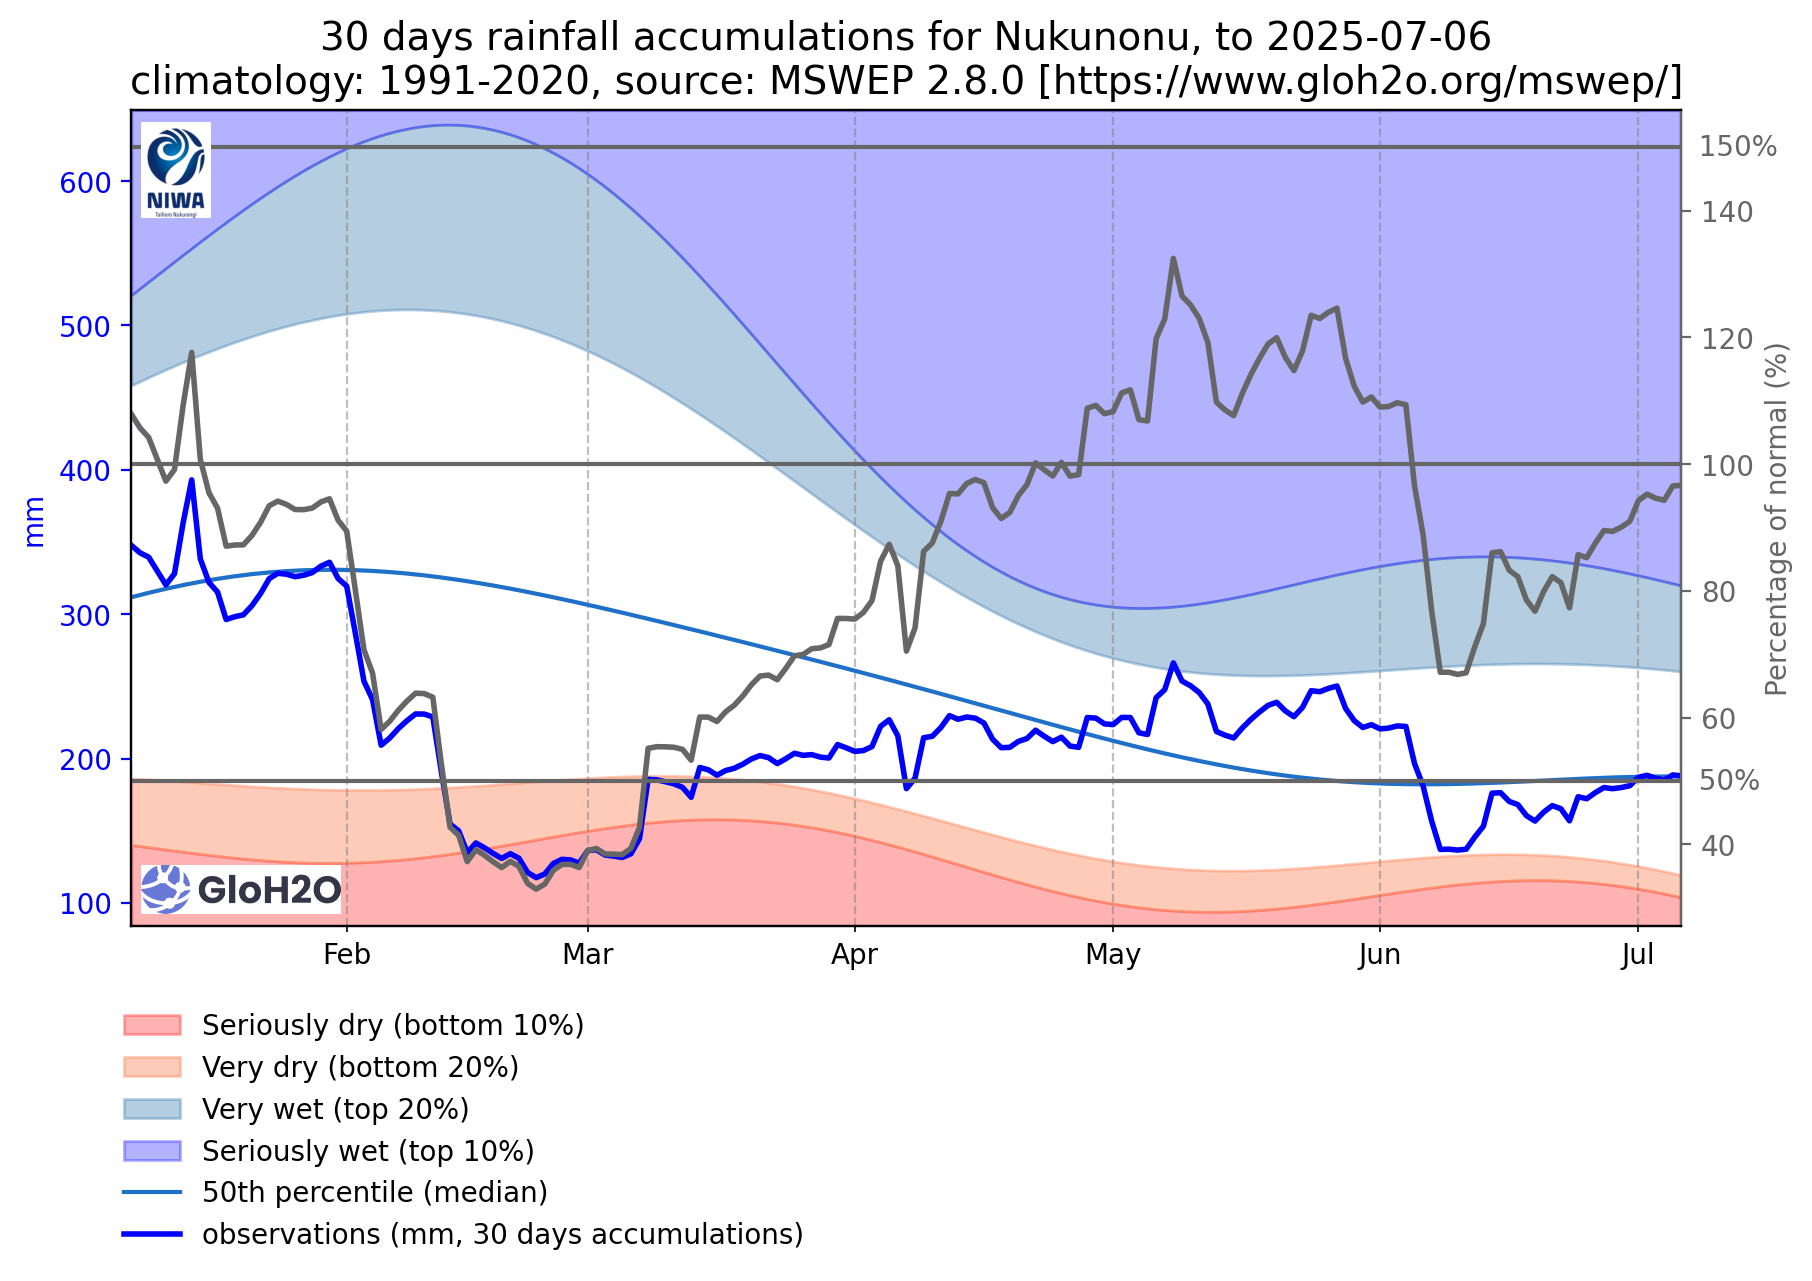 30 days rainfall accumulations for Nukunonu, to 2025-07-06
climatology: 1991-2020, source: MSWEP 2.8.0 [https://www.gloh2o.org/mswep/]
NIWA
Taihoro Nukurangi
600
500
400
300
200
100
mm
150%
140
120
100
80
60
50%
40
Percentage of normal (%)
GloH2O
Feb
Mar
Apr
May
Jun
Jul
Seriously dry (bottom 10%)
Very dry (bottom 20%)
Very wet (top 20%)
Seriously wet (top 10%)
50th percentile (median)
observations (mm, 30 days accumulations)